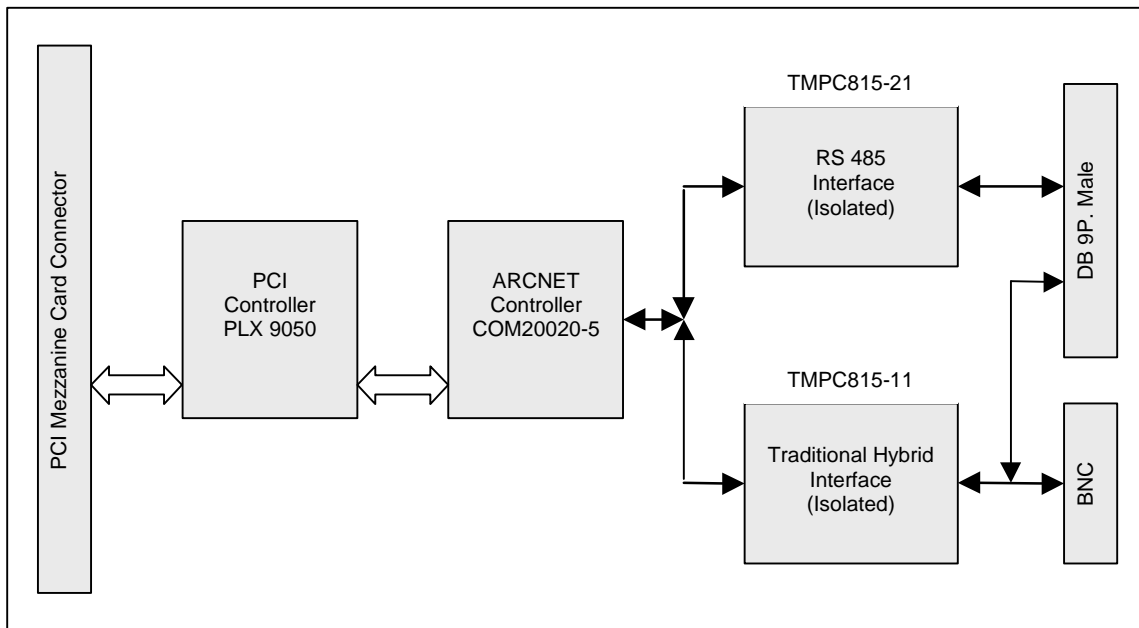 PCI Mezzanine Card Connector
PCI
Controller
PLX 9050
ARCNET
Controller
COM20020-5
TMPC815-21
RS 485
Interface
(Isolated)
DB 9P. Male
TMPC815-11
Traditional Hybrid
Interface
(Isolated)
BNC